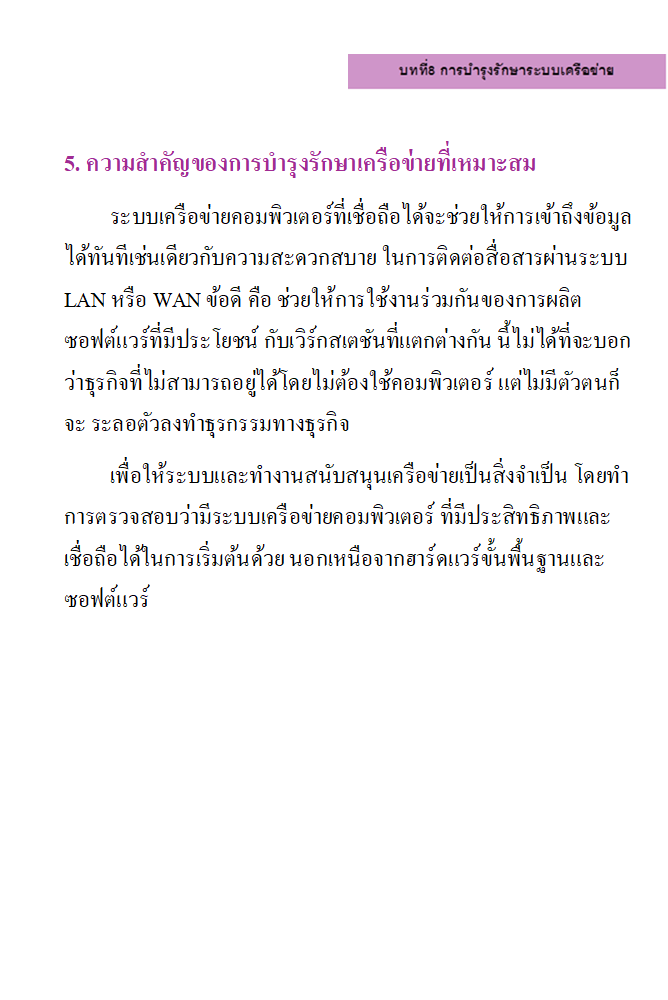 บทที่8 การบำรุงรักษาระบบเครือข่าย
5. ความสำคัญของการบำรุงรักษาเครือข่ายที่เหมาะสม
ระบบเครือข่ายคอมพิวเตอร์ที่เชื่อถือได้จะช่วยให้การเข้าถึงข้อมูล
ได้ทันทีเช่นเดียวกับความสะดวกสบาย ในการติดต่อสื่อสารผ่านระบบ
LAN หรือ WAN ข้อดี คือ ช่วยให้การใช้งานร่วมกันของการผลิต
ซอฟต์แวร์ที่มีประโยชน์ กับเวิร์กสเตชันที่แตกต่างกัน นี้ไม่ได้ที่จะบอก
ว่าธุรกิจที่ไม่สามารถอยู่ได้โดยไม่ต้องใช้คอมพิวเตอร์ แต่ไม่มีตัวตนก็
จะ ระลอตัวลงทำธุรกรรมทางธุรกิจ
เพื่อให้ระบบและทำงานสนับสนุนเครือข่ายเป็นสิ่งจำเป็น โดยทำ
การตรวจสอบว่ามีระบบเครือข่ายคอมพิวเตอร์ ที่มีประสิทธิภาพและ
เชื่อถือได้ในการเริ่มต้นด้วย นอกเหนือจากฮาร์ดแวร์ขั้นพื้นฐานและ
ซอฟต์แวร์